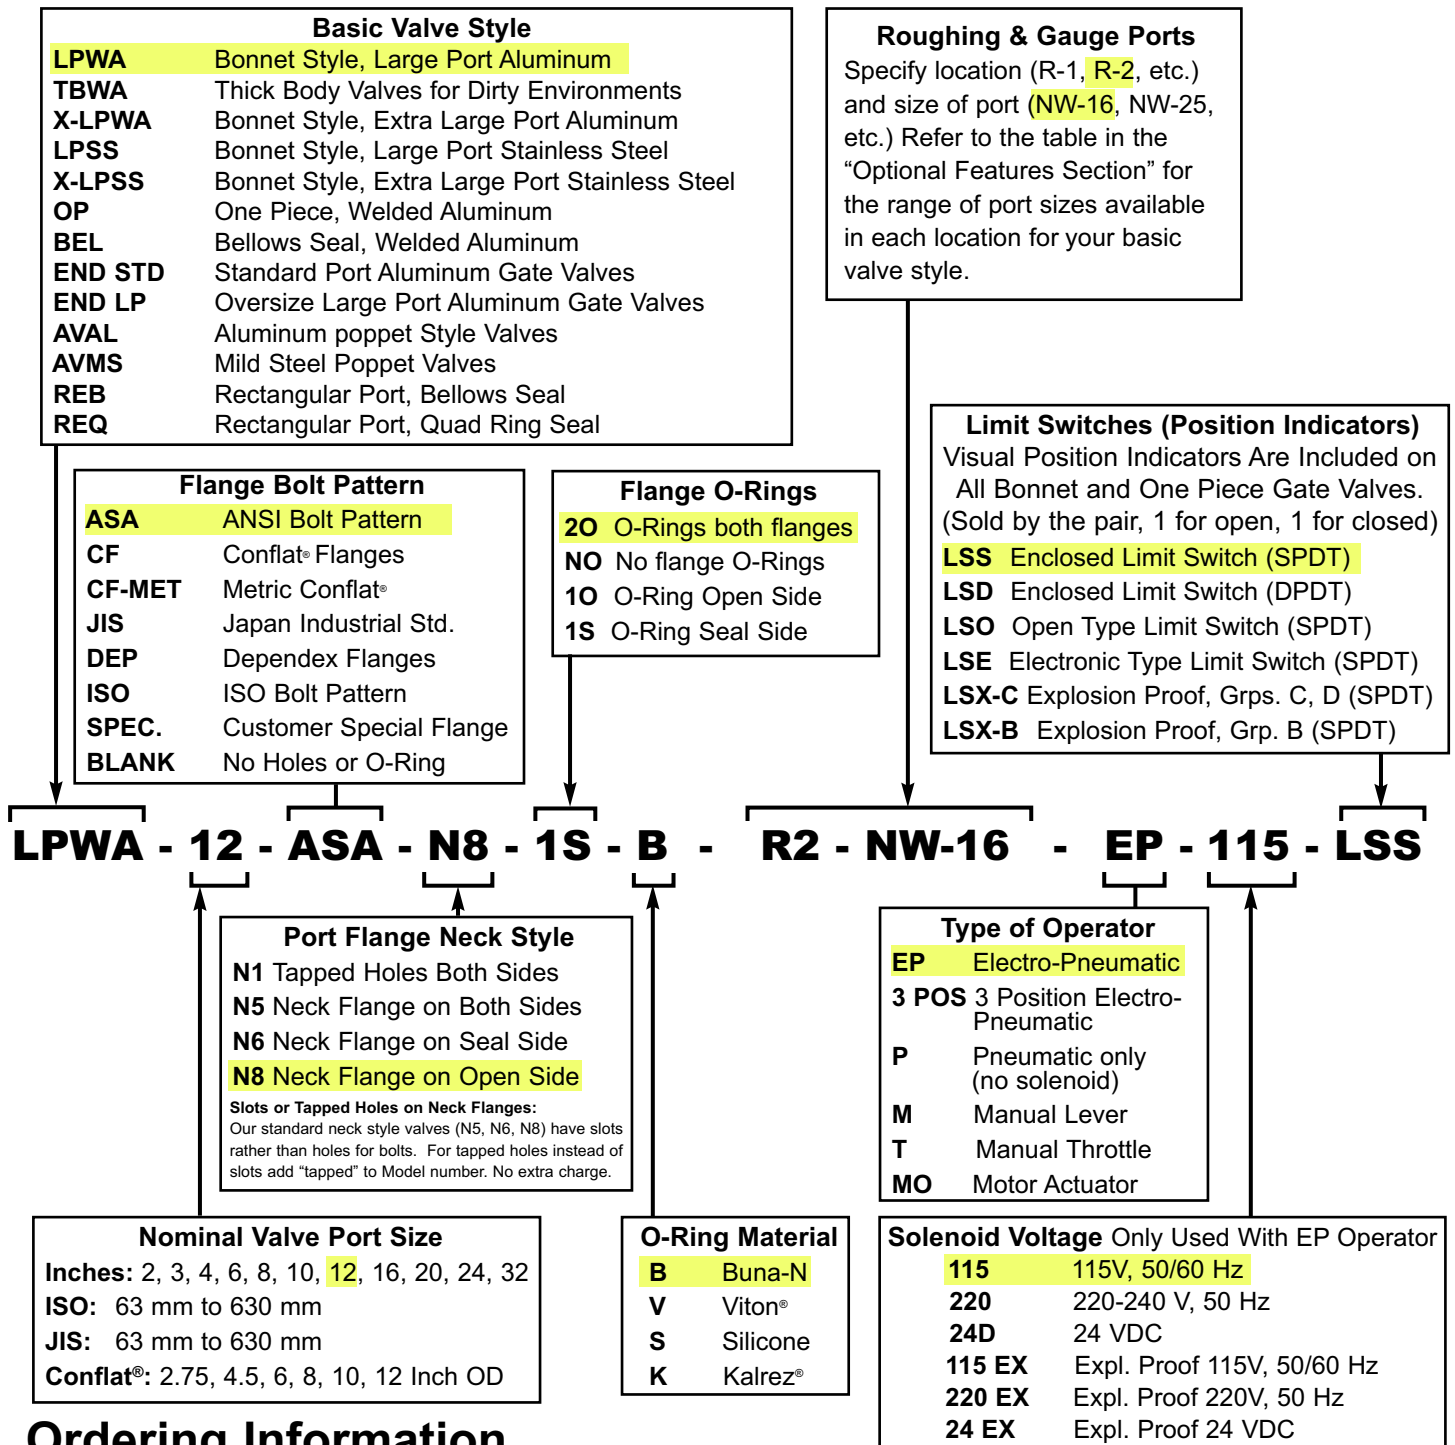 Basic Valve Style
LPWA Bonnet Style, Large Port Aluminum
TBWA Thick Body Valves for Dirty Environments
X-LPWA Bonnet Style, Extra Large Port Aluminum
LPSS Bonnet Style, Large Port Stainless Steel
X-LPSS Bonnet Style, Extra Large Port Stainless Steel
OP One Piece, Welded Aluminum
BEL Bellows Seal, Welded Aluminum
END STD Standard Port Aluminum Gate Valves
END LP Oversize Large Port Aluminum Gate Valves
AVAL Aluminum poppet Style Valves
AVMS Mild Steel Poppet Valves
REB Rectangular Port, Bellows Seal
REQ Rectangular Port, Quad Ring Seal
Roughing & Gauge Ports
Specify location (R-1, R-2, etc.)
and size of port (NW-16, NW-25,
etc.) Refer to the table in the
“Optional Features Section” for
the range of port sizes available
in each location for your basic
valve style.
Flange Bolt Pattern
ASA ANSI Bolt Pattern
CF Conflat® Flanges
CF-MET Metric Conflat®
JIS Japan Industrial Std.
DEP Dependex Flanges
ISO ISO Bolt Pattern
SPEC. Customer Special Flange
BLANK No Holes or O-Ring
Flange O-Rings
2O O-Rings both flanges
NO No flange O-Rings
1O O-Ring Open Side
1S O-Ring Seal Side
Limit Switches (Position Indicators)
Visual Position Indicators Are Included on
All Bonnet and One Piece Gate Valves.
(Sold by the pair, 1 for open, 1 for closed)
LSS Enclosed Limit Switch (SPDT)
LSD Enclosed Limit Switch (DPDT)
LSO Open Type Limit Switch (SPDT)
LSE Electronic Type Limit Switch (SPDT)
LSX-C Explosion Proof, Grps. C, D (SPDT)
LSX-B Explosion Proof, Grp. B (SPDT)
LPWA - 12 - ASA - N8 - 1S - B - R2 - NW-16 - EP - 115 - LSS
Port Flange Neck Style
N1 Tapped Holes Both Sides
N5 Neck Flange on Both Sides
N6 Neck Flange on Seal Side
N8 Neck Flange on Open Side
Slots or Tapped Holes on Neck Flanges:
Our standard neck style valves (N5, N6, N8) have slots
rather than holes for bolts. For tapped holes instead of
slots add “tapped” to Model number. No extra charge.
Type of Operator
EP Electro-Pneumatic
3 POS 3 Position Electro-
Pneumatic
P Pneumatic only
(no solenoid)
M Manual Lever
T Manual Throttle
MO Motor Actuator
Nominal Valve Port Size
Inches: 2, 3, 4, 6, 8, 10, 12, 16, 20, 24, 32
ISO: 63 mm to 630 mm
JIS: 63 mm to 630 mm
Conflat®: 2.75, 4.5, 6, 8, 10, 12 Inch OD
O-Ring Material
B Buna-N
V Viton®
S Silicone
K Kalrez®
Solenoid Voltage Only Used With EP Operator
115 115V, 50/60 Hz
220 220-240 V, 50 Hz
24D 24 VDC
115 EX Expl. Proof 115V, 50/60 Hz
220 EX Expl. Proof 220V, 50 Hz
24 EX Expl. Proof 24 VDC
Ordering Information